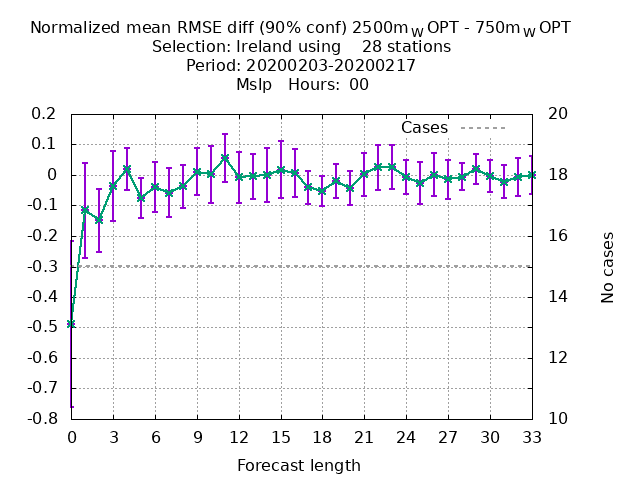 Normalized mean RMSE diff (90% conf) 2500m_W OPT - 750m_W OPT
Selection: Ireland using    28 stations
Period: 20200203-20200217
Mslp   Hours: 00
Cases
0.2
0.1
0
-0.1
-0.2
-0.3
-0.4
-0.5
-0.6
-0.7
-0.8
20
18
16
14
12
10
No cases
0 3 6 9 12 15 18 21 24 27 30 33
Forecast length